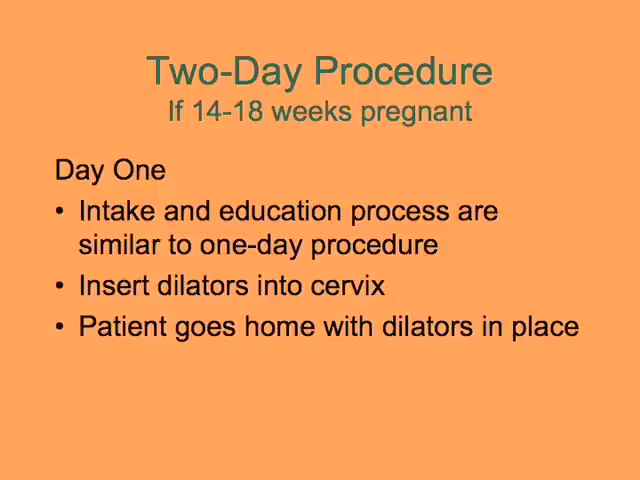 Two-Day Procedure
If 14-18 weeks pregnant
Day One
• Intake and education process are
similar to one-day procedure
• Insert dilators into cervix
• Patient goes home with dilators in place